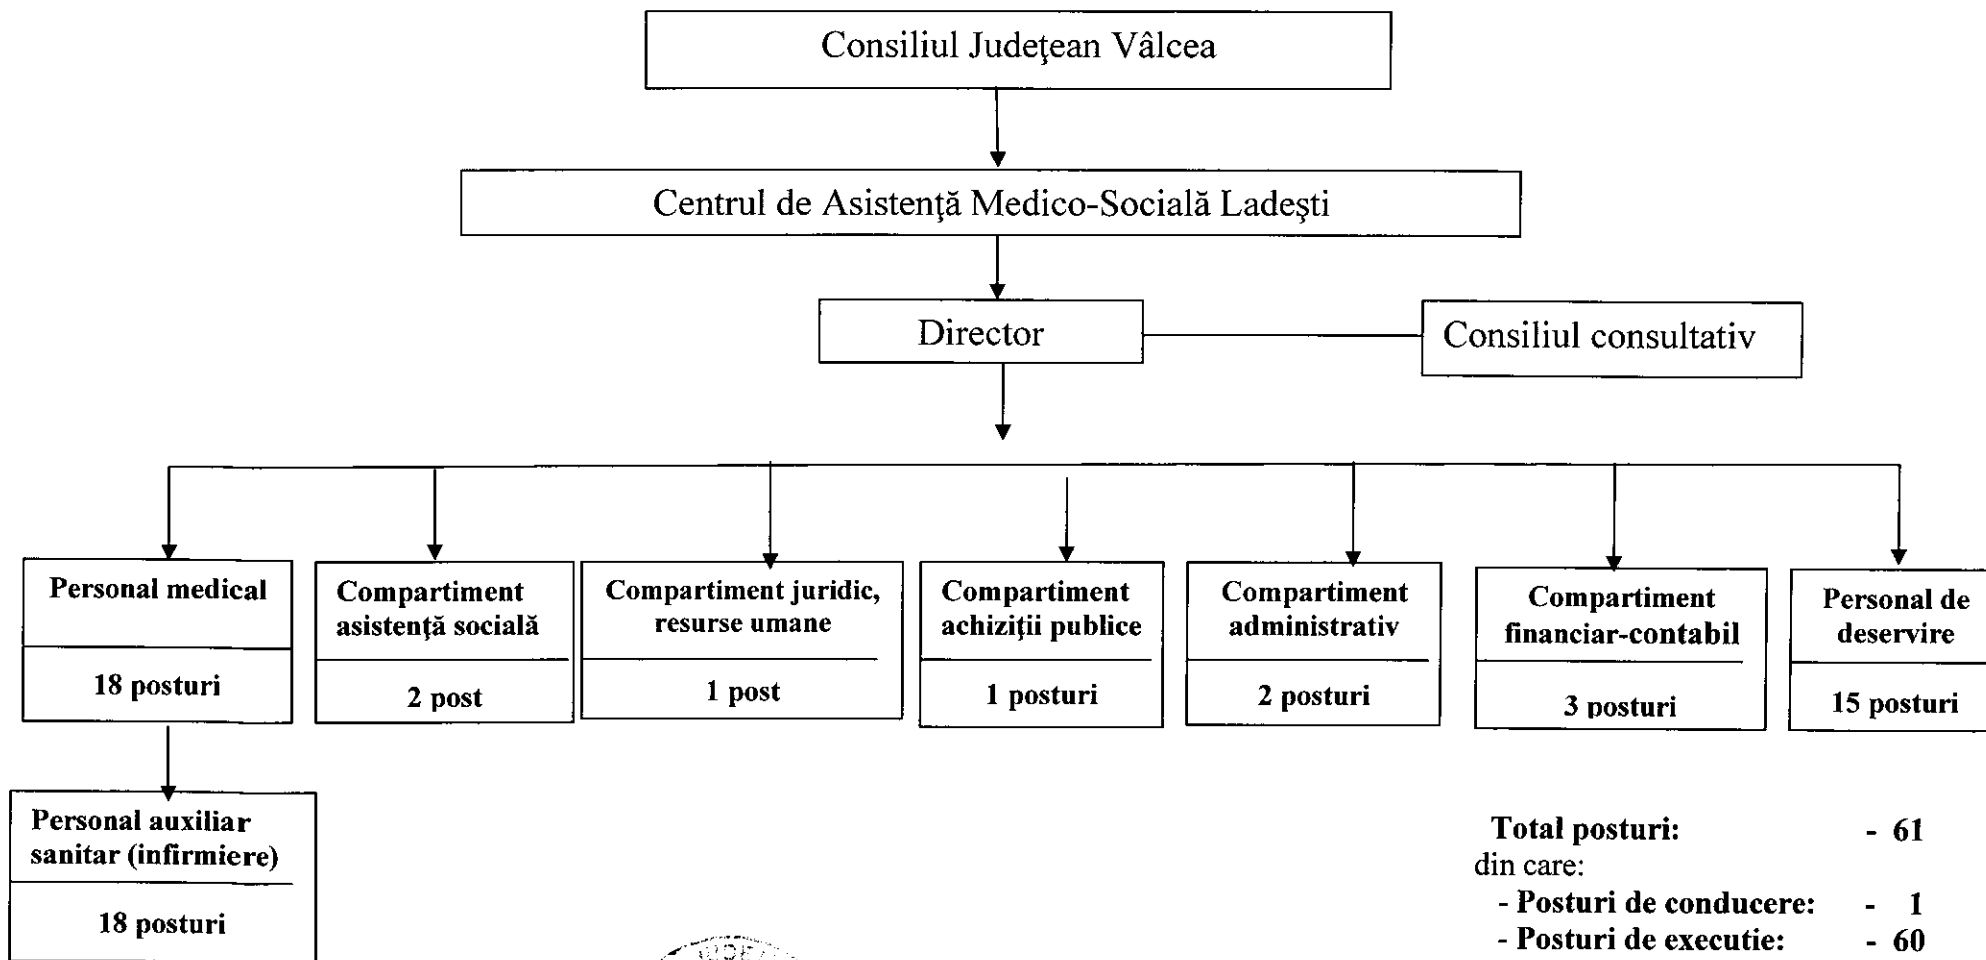 Consiliul Judeţean Vâlcea
Centrul de Asistenţă Medico-Socială Ladeşti
Director
Consiliul consultativ
Personal medical
18 posturi
Compartiment
asistenţă socială
2 post
Compartiment juridic,
resurse umane
1 post
Compartiment
achiziţii publice
1 posturi
Compartiment
administrativ
2 posturi
Compartiment
financiar-contabil
3 posturi
Personal de
deservire
15 posturi
Personal auxiliar
sanitar (infirmiere)
18 posturi
Total posturi: - 61
din care:
- Posturi de conducere: - 1
- Posturi de executie: - 60